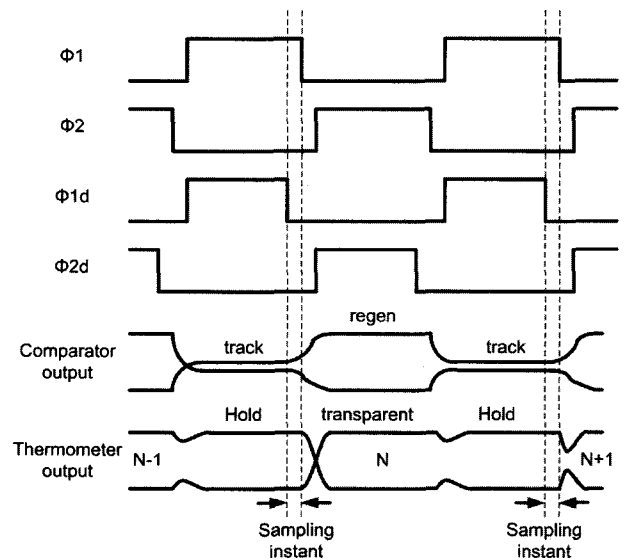 Φ1
Φ2
Φ1d
Φ2d
regen
Comparator
output
track
track
Hold
transparent
Hold
Thermometer
output
N-1
N
N+1
Sampling
instant
Sampling
instant